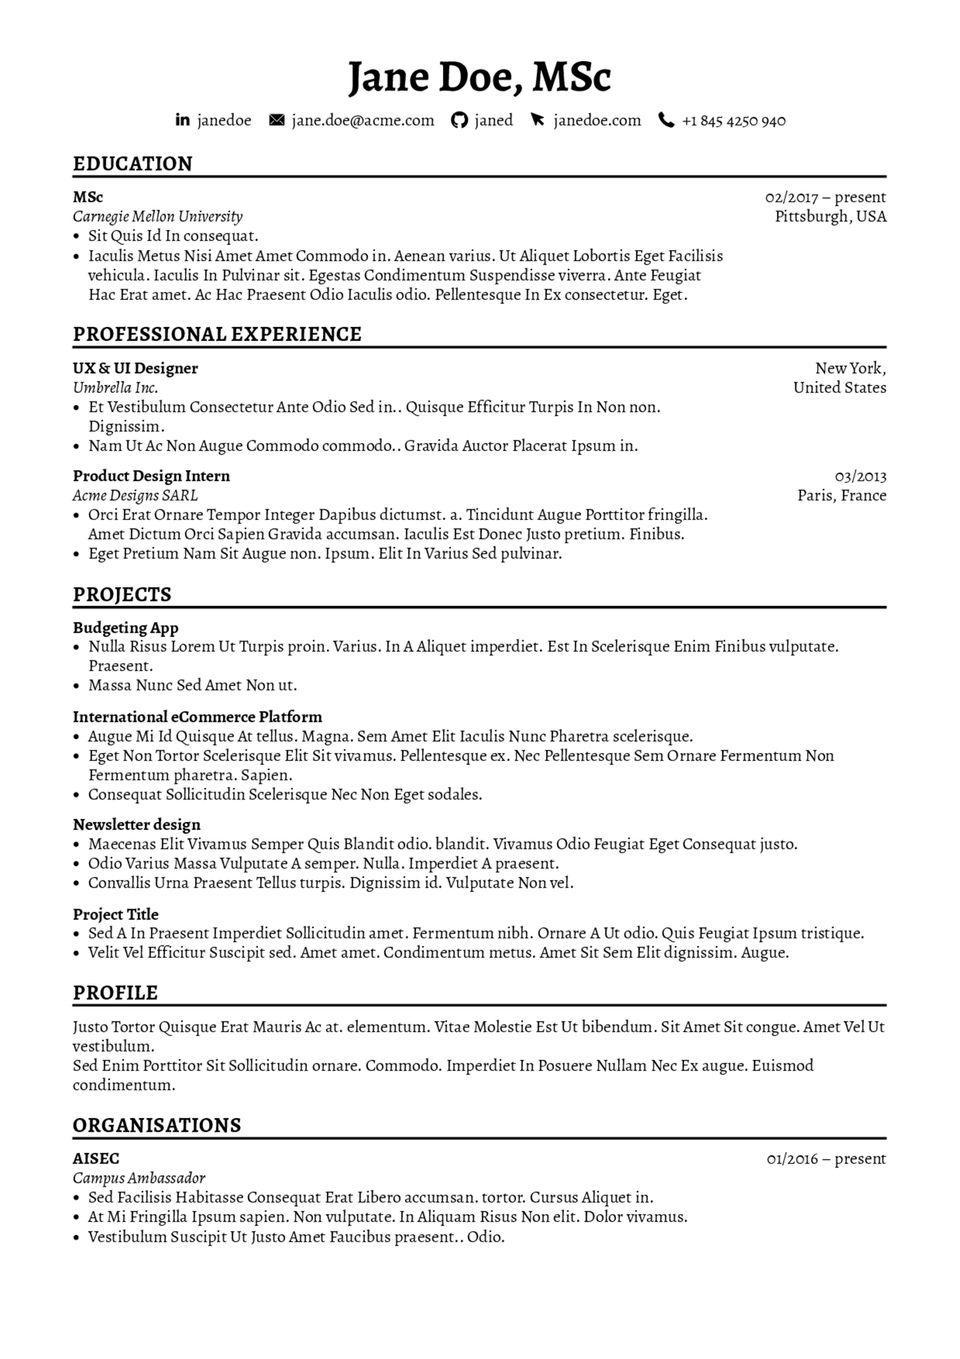 Jane Doe, MSc
janedoe jane.doe@acme.com janed janedoe.com +1 845 4250 940
EDUCATION
MSc 02/2017 – present
Carnegie Mellon University Pittsburgh, USA
• Sit Quis Id In consequat.
• Iaculis Metus Nisi Amet Amet Commodo in. Aenean varius. Ut Aliquet Lobortis Eget Facilisis
vehicula. Iaculis In Pulvinar sit. Egestas Condimentum Suspendisse viverra. Ante Feugiat
Hac Erat amet. Ac Hac Praesent Odio Iaculis odio. Pellentesque In Ex consectetur. Eget.
PROFESSIONAL EXPERIENCE
UX & UI Designer New York,
Umbrella Inc. United States
• Et Vestibulum Consectetur Ante Odio Sed in.. Quisque Efficitur Turpis In Non non.
Dignissim.
• Nam Ut Ac Non Augue Commodo commodo.. Gravida Auctor Placerat Ipsum in.
Product Design Intern 03/2013
Acme Designs SARL Paris, France
• Orci Erat Ornare Tempor Integer Dapibus dictumst. a. Tincidunt Augue Porttitor fringilla.
Amet Dictum Orci Sapien Gravida accumsan. Iaculis Est Donec Justo pretium. Finibus.
• Eget Pretium Nam Sit Augue non. Ipsum. Elit In Varius Sed pulvinar.
PROJECTS
Budgeting App
• Nulla Risus Lorem Ut Turpis proin. Varius. In A Aliquet imperdiet. Est In Scelerisque Enim Finibus vulputate.
Praesent.
• Massa Nunc Sed Amet Non ut.
International eCommerce Platform
• Augue Mi Id Quisque At tellus. Magna. Sem Amet Elit Iaculis Nunc Pharetra scelerisque.
• Eget Non Tortor Scelerisque Elit Sit vivamus. Pellentesque ex. Nec Pellentesque Sem Ornare Fermentum Non
Fermentum pharetra. Sapien.
• Consequat Sollicitudin Scelerisque Nec Non Eget sodales.
Newsletter design
• Maecenas Elit Vivamus Semper Quis Blandit odio. blandit. Vivamus Odio Feugiat Eget Consequat justo.
• Odio Varius Massa Vulputate A semper. Nulla. Imperdiet A praesent.
• Convallis Urna Praesent Tellus turpis. Dignissim id. Vulputate Non vel.
Project Title
• Sed A In Praesent Imperdiet Sollicitudin amet. Fermentum nibh. Ornare A Ut odio. Quis Feugiat Ipsum tristique.
• Velit Vel Efficitur Suscipit sed. Amet amet. Condimentum metus. Amet Sit Sem Elit dignissim. Augue.
PROFILE
Justo Tortor Quisque Erat Mauris Ac at. elementum. Vitae Molestie Est Ut bibendum. Sit Amet Sit congue. Amet Vel Ut
vestibulum.
Sed Enim Porttitor Sit Sollicitudin ornare. Commodo. Imperdiet In Posuere Nullam Nec Ex augue. Euismod
condimentum.
ORGANISATIONS
AISEC 01/2016 – present
Campus Ambassador
• Sed Facilisis Habitasse Consequat Erat Libero accumsan. tortor. Cursus Aliquet in.
• At Mi Fringilla Ipsum sapien. Non vulputate. In Aliquam Risus Non elit. Dolor vivamus.
• Vestibulum Suscipit Ut Justo Amet Faucibus praesent.. Odio.